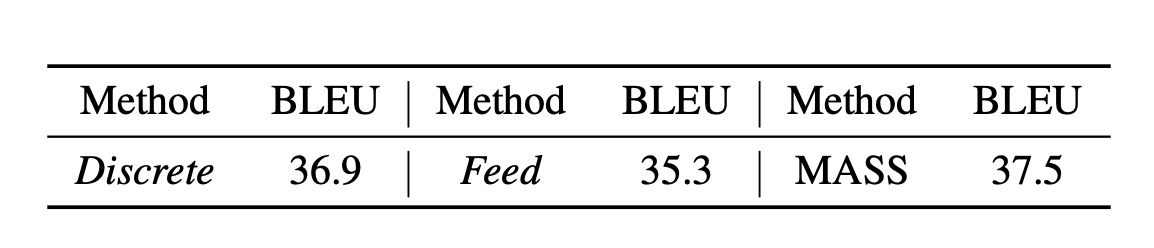 Method BLEU Method BLEU Method BLEU
Discrete 36.9 Feed 35.3 MASS 37.5